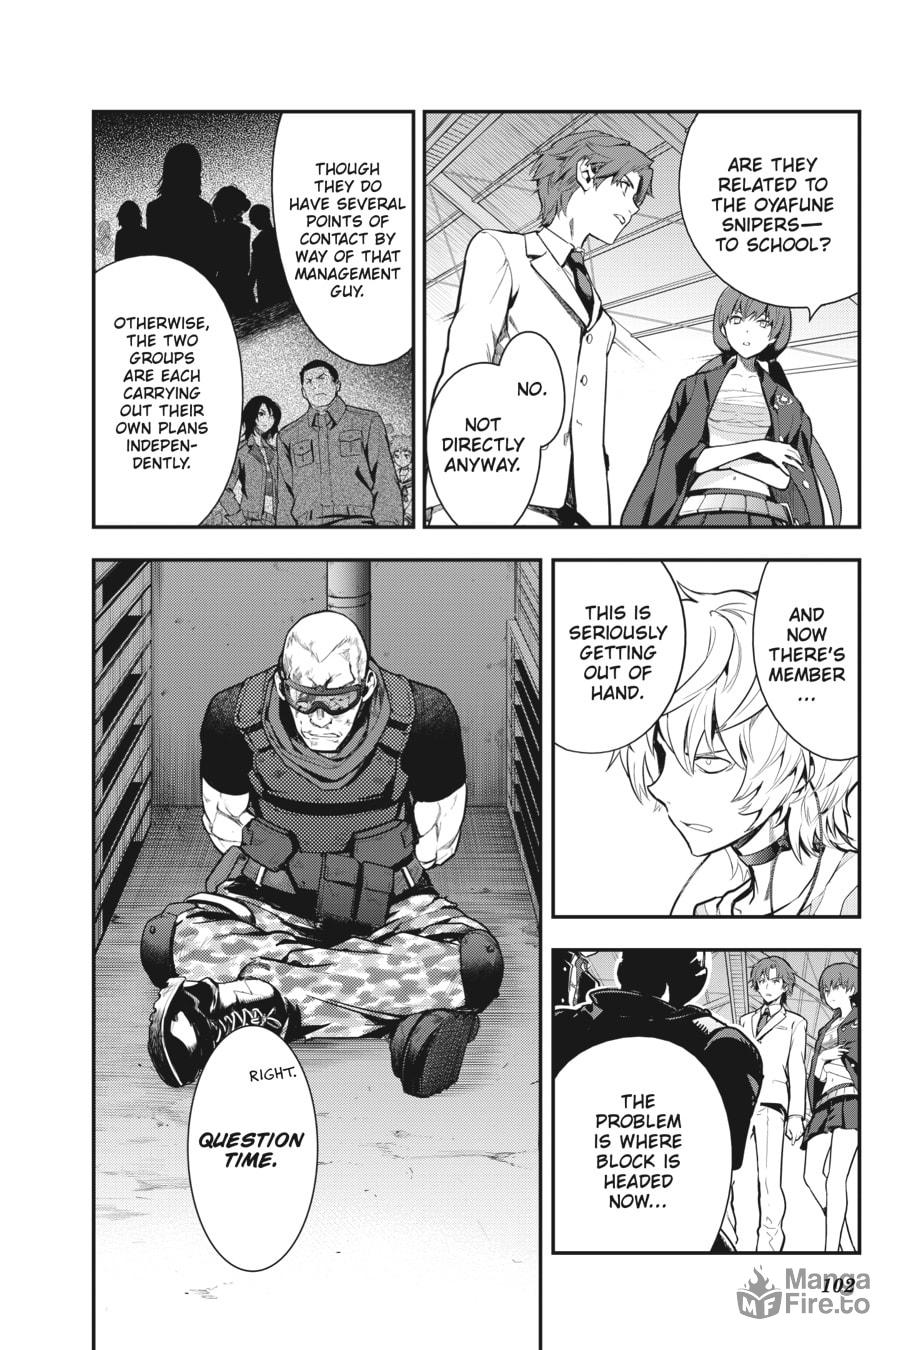 ARE THEY
RELATED TO
THE OYAFUNE
SNIPERS—
TO SCHOOL?
NO.
NOT
DIRECTLY
ANYWAY.
THOUGH
THEY DO
HAVE SEVERAL
POINTS OF
CONTACT BY
WAY OF THAT
MANAGEMENT
GUY.
OTHERWISE,
THE TWO
GROUPS
ARE EACH
CARRYING
OUT THEIR
OWN PLANS
INDEPEN-
DENTLY.
AND
NOW
THERE'S
MEMBER
...
THIS IS
SERIOUSLY
GETTING
OUT OF
HAND.
THE
PROBLEM
IS WHERE
BLOCK IS
HEADED
NOW...
RIGHT.
QUESTION
TIME.
102
MF
Manga
Fire.to